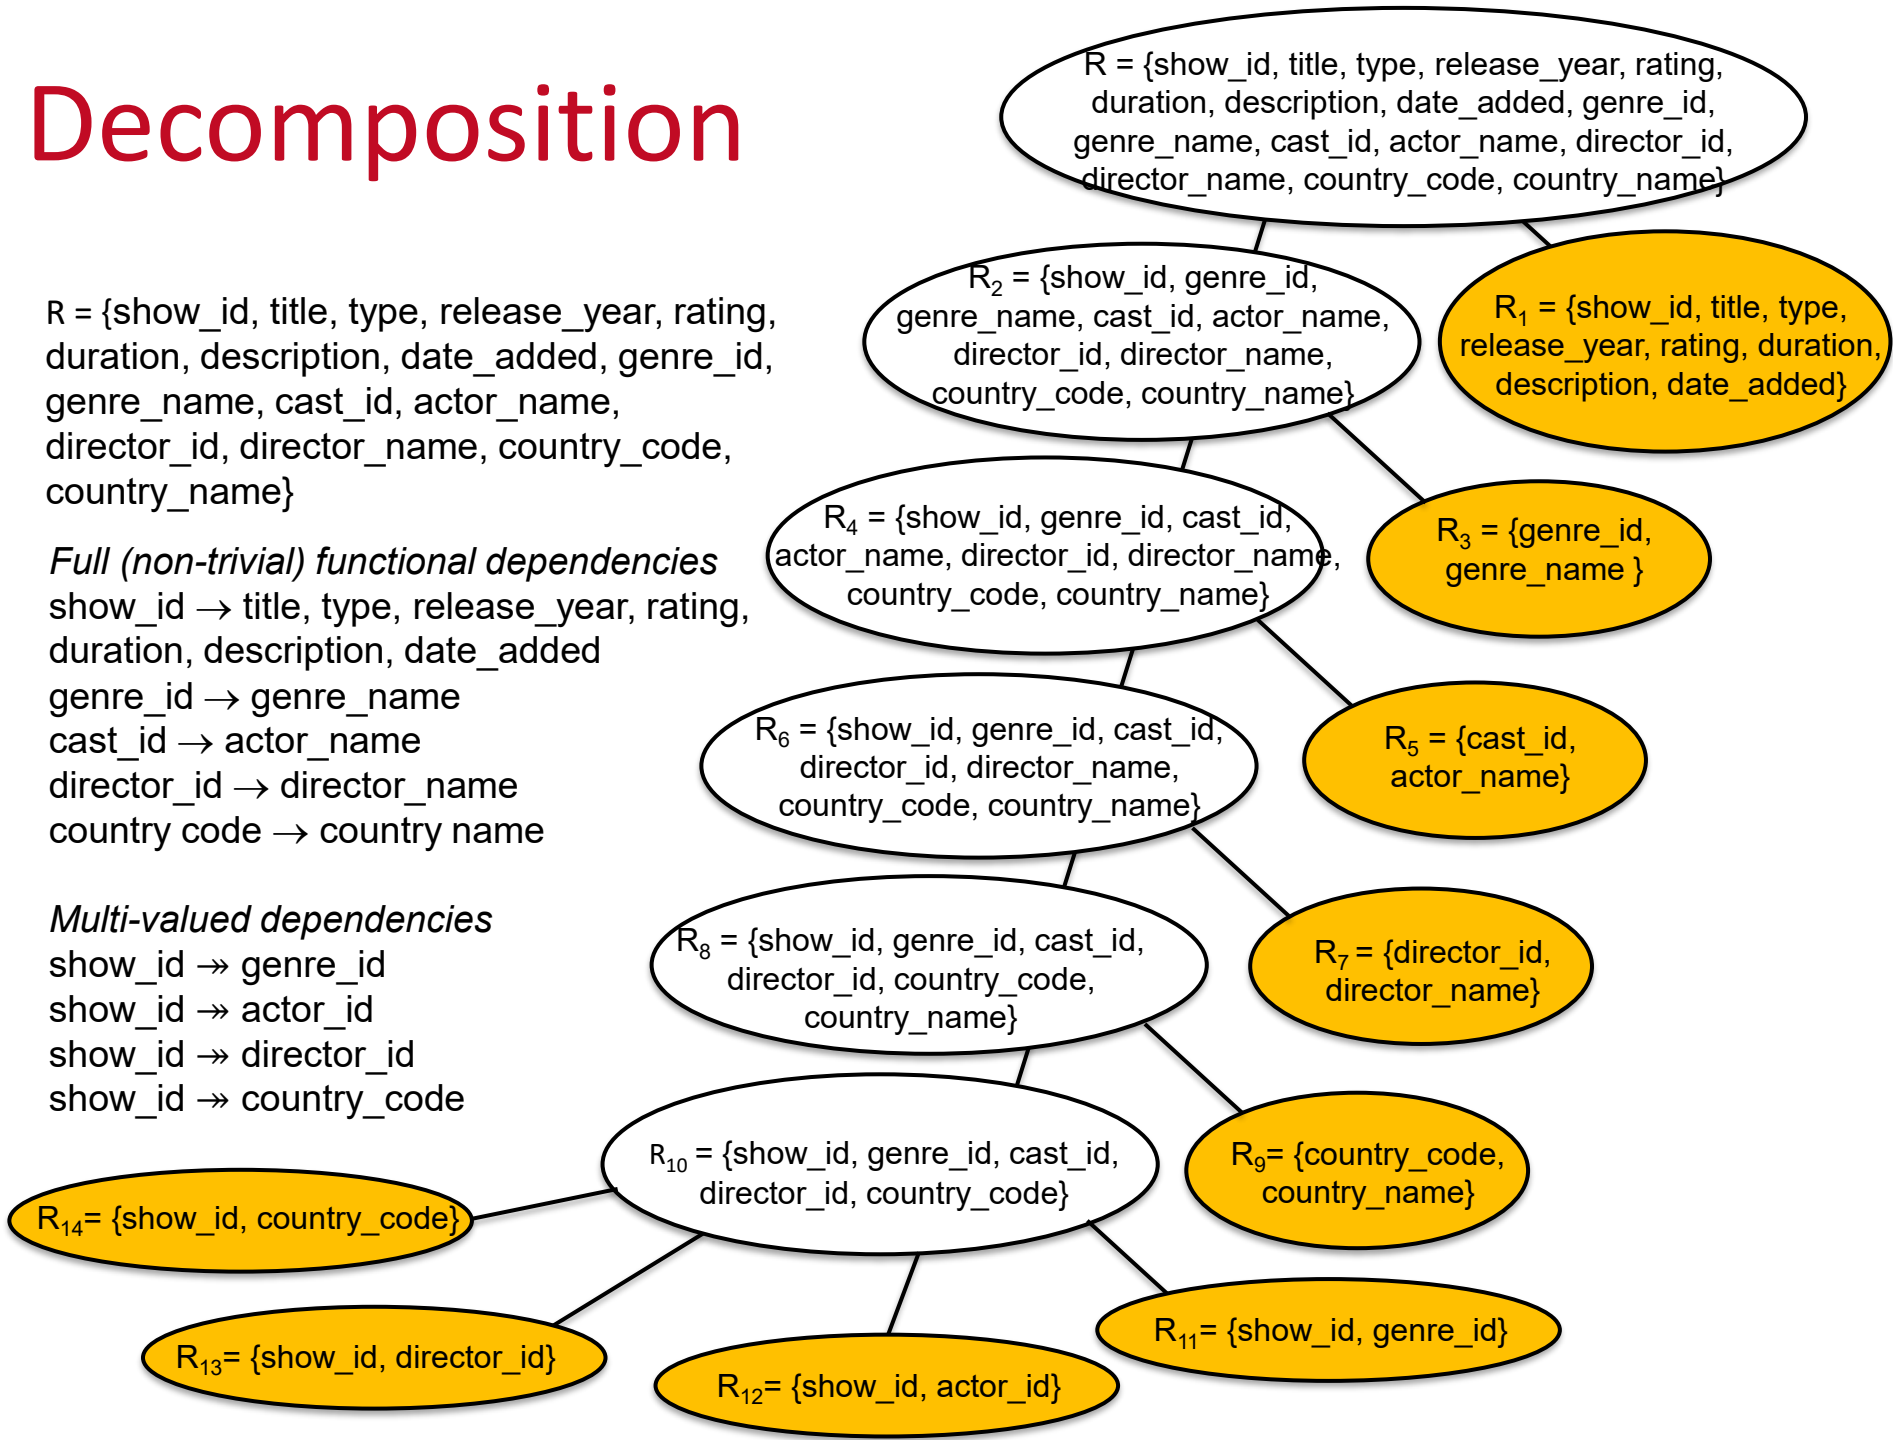 Decomposition
R = {show_id, title, type, release_year, rating,
duration, description, date_added, genre_id,
genre_name, cast_id, actor_name,
director_id, director_name, country_code,
country_name}
Full (non-trivial) functional dependencies
show_id → title, type, release_year, rating,
duration, description, date_added
genre_id → genre_name
cast_id → actor_name
director_id → director_name
country code → country name
Multi-valued dependencies
show_id ↠ genre_id
show_id ↠ actor_id
show_id ↠ director_id
show_id ↠ country_code
R = {show_id, title, type, release_year, rating,
duration, description, date_added, genre_id,
genre_name, cast_id, actor_name, director_id,
director_name, country_code, country_name}
R₂ = {show_id, genre_id,
genre_name, cast_id, actor_name,
director_id, director_name,
country_code, country_name}
R₁ = {show_id, title, type,
release_year, rating, duration,
description, date_added}
R₄ = {show_id, genre_id, cast_id,
actor_name, director_id, director_name,
country_code, country_name}
R₃ = {genre_id,
genre_name }
R₆ = {show_id, genre_id, cast_id,
director_id, director_name,
country_code, country_name}
R₅ = {cast_id,
actor_name}
R₈ = {show_id, genre_id, cast_id,
director_id, country_code,
country_name}
R₇ = {director_id,
director_name}
R₁₀ = {show_id, genre_id, cast_id,
director_id, country_code}
R₉= {country_code,
country_name}
R₁₄= {show_id, country_code}
R₁₃= {show_id, director_id}
R₁₂= {show_id, actor_id}
R₁₁= {show_id, genre_id}